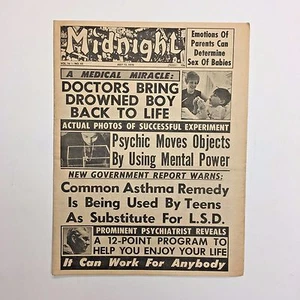 Midnight
Emotions Of
Parents Can
Determine
Sex Of Babies
A MEDICAL MIRACLE:
DOCTORS BRING
DROWNED BOY
BACK TO LIFE
ACTUAL PHOTOS OF SUCCESSFUL EXPERIMENT
Psychic Moves Objects
By Using Mental Power
NEW GOVERNMENT REPORT WARNS:
Common Asthma Remedy
Is Being Used By Teens
As Substitute For L.S.D.
PROMINENT PSYCHIATRIST REVEALS
A 12-POINT PROGRAM TO
HELP YOU ENJOY YOUR LIFE
It Can Work For Anybody